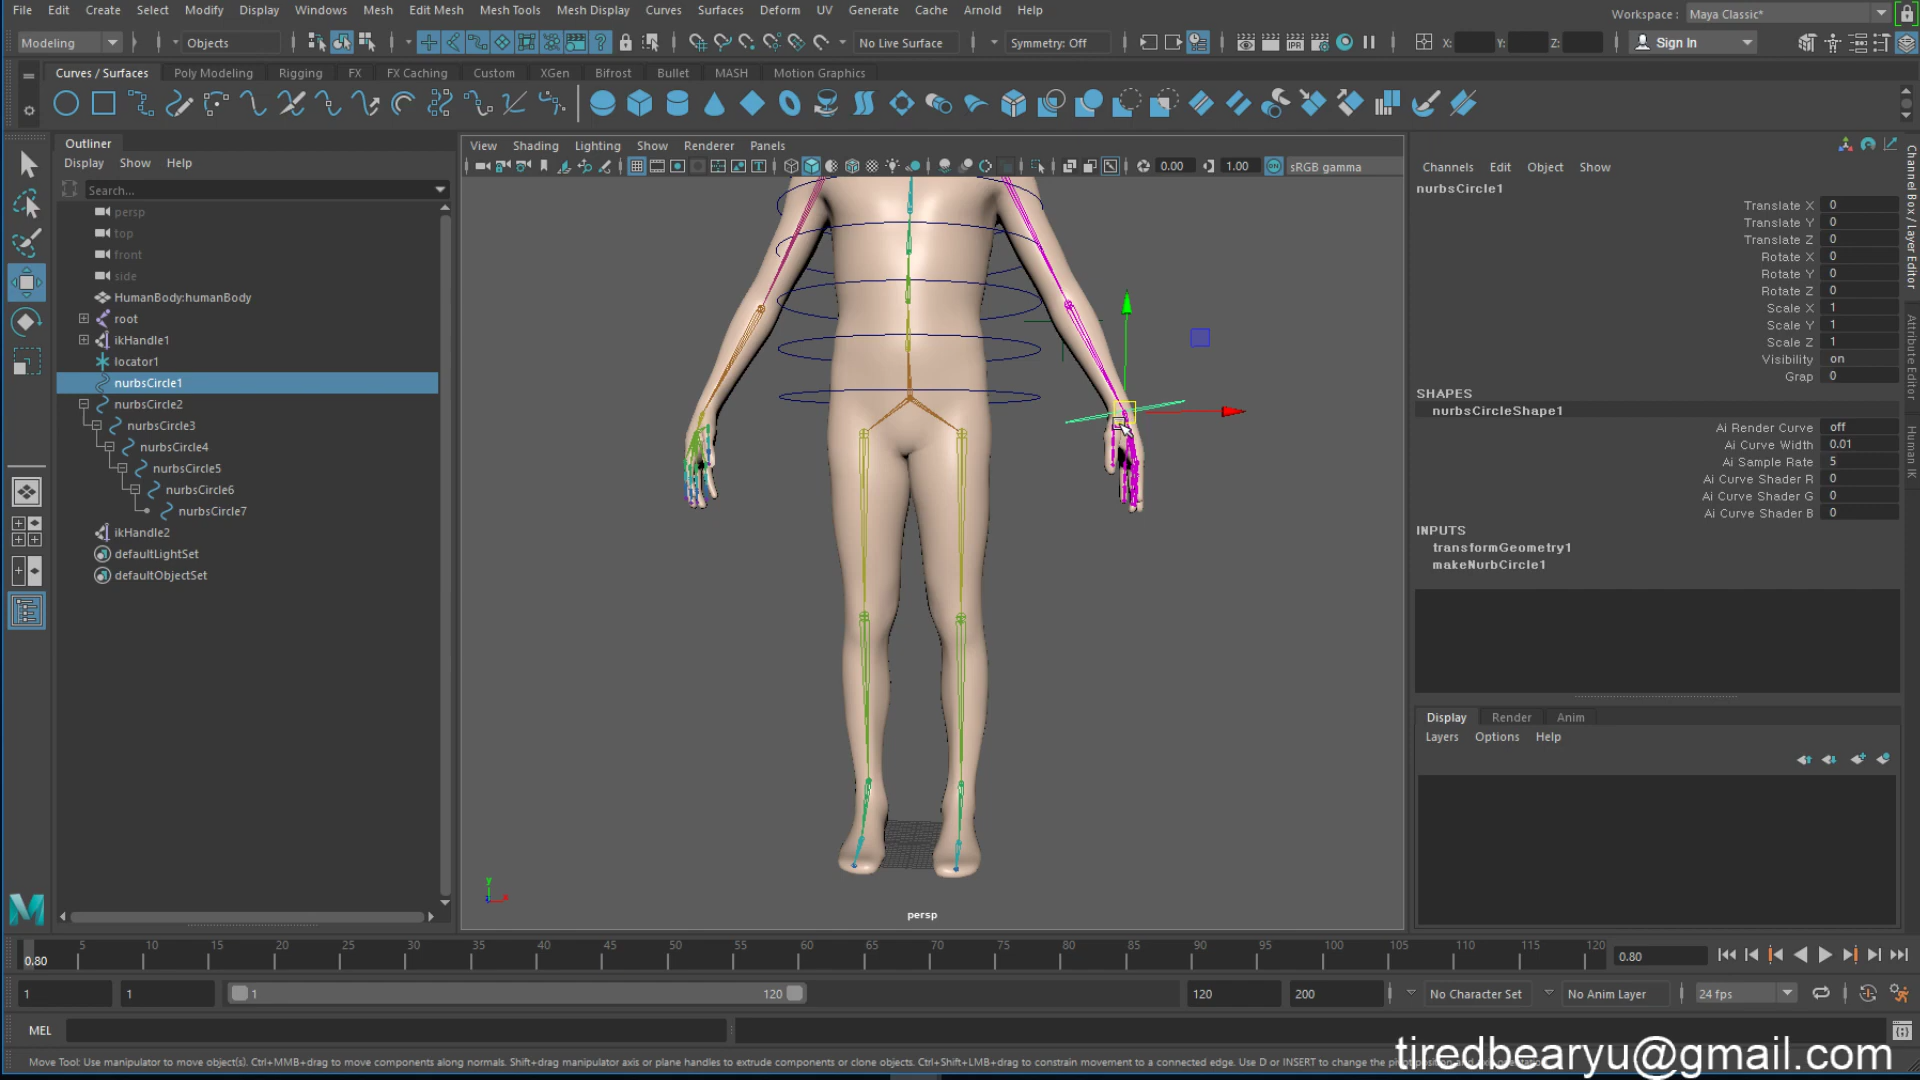 File Edit Create Select Modify Display Windows Mesh Edit Mesh Mesh Tools Mesh Display Curves Surfaces Deform UV Generate Cache Arnold Help
Workspace : Maya Classic*
Modeling Objects No Live Surface Symmetry: Off X: Y: Z: Sign In
Curves / Surfaces Poly Modeling Rigging FX FX Caching Custom XGen Bifrost Bullet MASH Motion Graphics
Outliner
Display Show Help
Search...
persp
top
front
side
HumanBody:humanBody
root
ikHandle1
locator1
nurbsCircle1
nurbsCircle2
nurbsCircle3
nurbsCircle4
nurbsCircle5
nurbsCircle6
nurbsCircle7
ikHandle2
defaultLightSet
defaultObjectSet
View Shading Lighting Show Renderer Panels
0.00 1.00 ON sRGB gamma
y
persp
Channels Edit Object Show
nurbsCircle1
Translate X 0
Translate Y 0
Translate Z 0
Rotate X 0
Rotate Y 0
Rotate Z 0
Scale X 1
Scale Y 1
Scale Z 1
Visibility on
Grap 0
SHAPES
nurbsCircleShape1
Ai Render Curve off
Ai Curve Width 0.01
Ai Sample Rate 5
Ai Curve Shader R 0
Ai Curve Shader G 0
Ai Curve Shader B 0
INPUTS
transformGeometry1
makeNurbCircle1
Display Render Anim
Layers Options Help
Channel Box / Layer Editor
Attribute Editor
Human IK
5 10 15 20 25 30 35 40 45 50 55 60 65 70 75 80 85 90 95 100 105 110 115 120
0.80 0.80
1 1 1 120 120 200 No Character Set No Anim Layer 24 fps
MEL
Move Tool: Use manipulator to move object(s). Ctrl+MMB+drag to move components along normals. Shift+drag manipulator axis or plane handles to extrude components or clone objects. Ctrl+Shift+LMB+drag to constrain movement to a connected edge. Use D or INSERT to change the
tiredbearyu@gmail.com